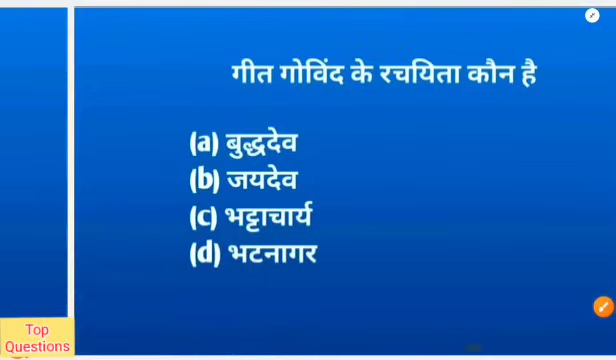 गीत गोविंद के रचयिता कौन है
(a) बुद्धदेव
(b) जयदेव
(c) भट्टाचार्य
(d) भटनागर
Top
Questions